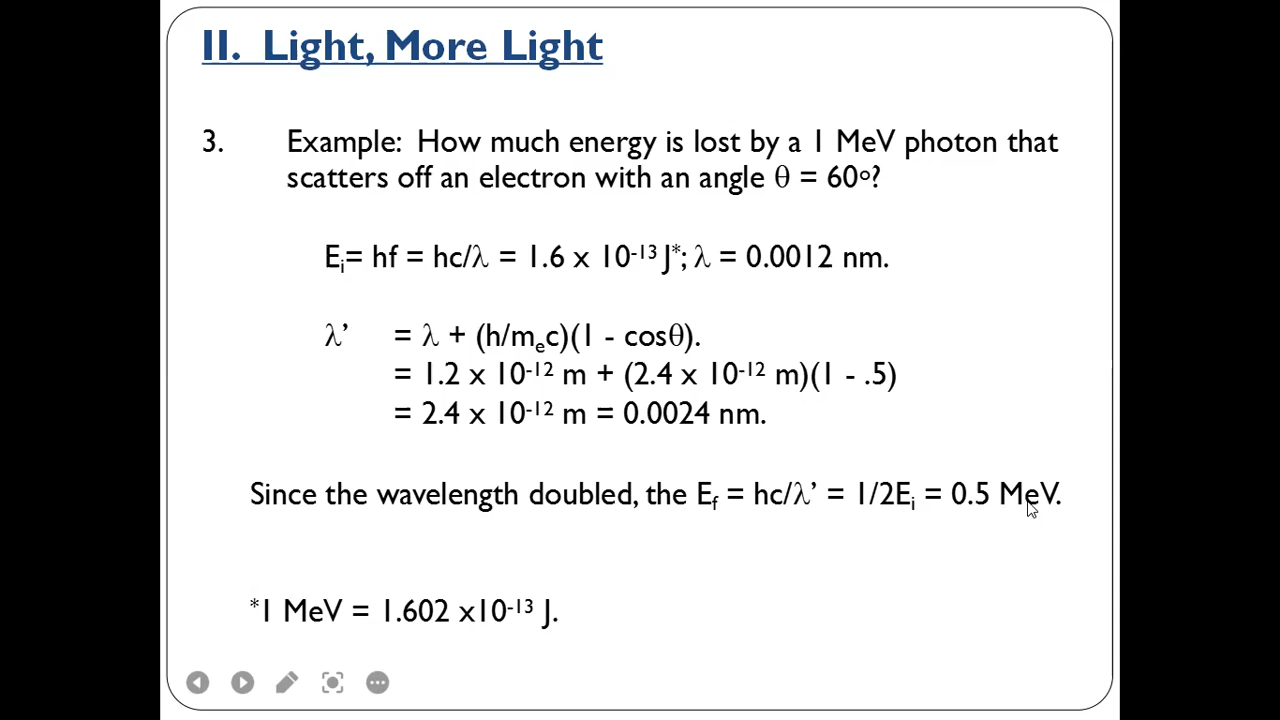 II. Light, More Light
3. Example: How much energy is lost by a 1 MeV photon that
scatters off an electron with an angle θ = 60º?
Eᵢ= hf = hc/λ = 1.6 x 10⁻¹³ J*; λ = 0.0012 nm.
λ’ = λ + (h/mₑc)(1 - cosθ).
= 1.2 x 10⁻¹² m + (2.4 x 10⁻¹² m)(1 - .5)
= 2.4 x 10⁻¹² m = 0.0024 nm.
Since the wavelength doubled, the E_f = hc/λ’ = 1/2Eᵢ = 0.5 MeV.
*1 MeV = 1.602 x10⁻¹³ J.